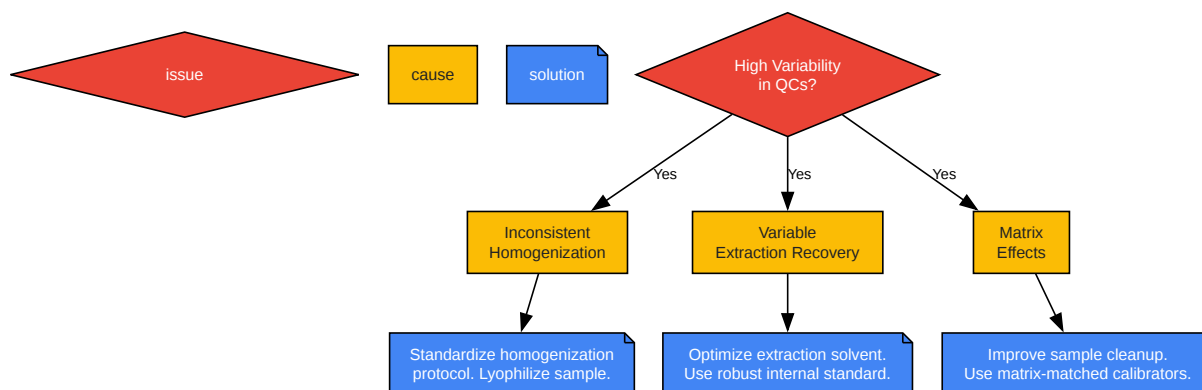 issue
cause
solution
High Variability
in QCs?
Yes
Yes
Yes
Inconsistent
Homogenization
Variable
Extraction Recovery
Matrix
Effects
Standardize homogenization
protocol. Lyophilize sample.
Optimize extraction solvent.
Use robust internal standard.
Improve sample cleanup.
Use matrix-matched calibrators.